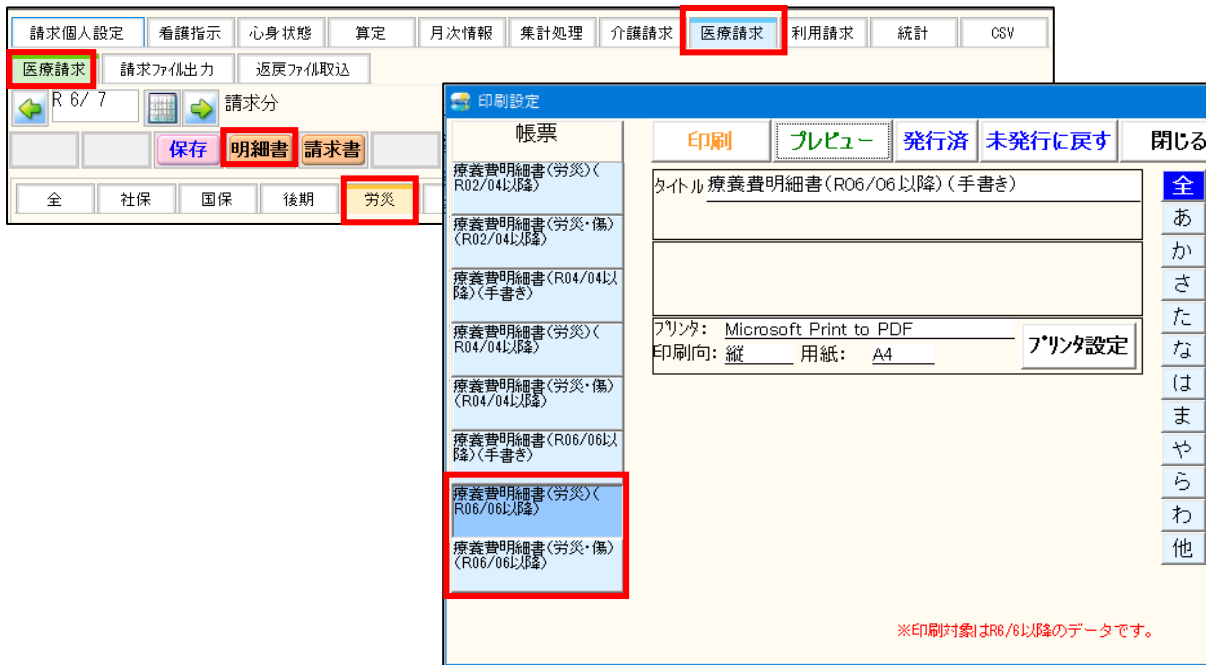 請求個人設定 看護指示 心身状態 算定 月次情報 集計処理 介護請求 医療請求 利用請求 統計 CSV
医療請求 請求ファイル出力 返戻ファイル取込
R 6/ 7 請求分
保存 明細書 請求書
全 社保 国保 後期 労災
印刷設定
帳票
印刷 プレビュー 発行済 未発行に戻す 閉じる
療養費明細書(労災)(
R02/04以降)
療養費明細書(労災・傷)
(R02/04以降)
療養費明細書(R04/04以
降)(手書き)
療養費明細書(労災)(
R04/04以降)
療養費明細書(労災・傷)
(R04/04以降)
療養費明細書(R06/06以
降)(手書き)
療養費明細書(労災)(
R06/06以降)
療養費明細書(労災・傷)
(R06/06以降)
タイトル 療養費明細書(R06/06以降)(手書き)
プリンタ: Microsoft Print to PDF
印刷向: 縦 用紙: A4
プリンタ設定
全
あ
か
さ
た
な
は
ま
や
ら
わ
他
※印刷対象はR6/6以降のデータです。